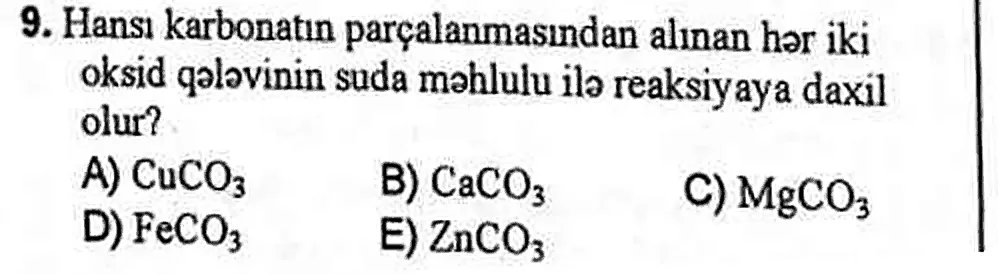 9. Hansı karbonatın parçalanmasından alınan hər iki
oksid qələvinin suda məhlulu ilə reaksiyaya daxil
olur?
A) CuCO₃ B) CaCO₃ C) MgCO₃
D) FeCO₃ E) ZnCO₃